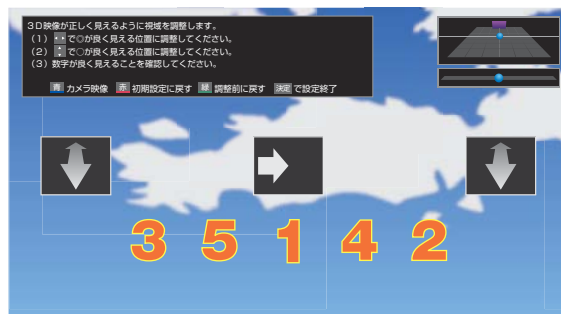 3D映像が正しく見えるように視域を調整します。
(1) で◎が良く見える位置に調整してください。
(2) で○が良く見える位置に調整してください。
(3) 数字が良く見えることを確認してください。
青 カメラ映像 赤 初期設定に戻す 緑 調整前に戻す 決定 で設定終了
3 5 1 4 2